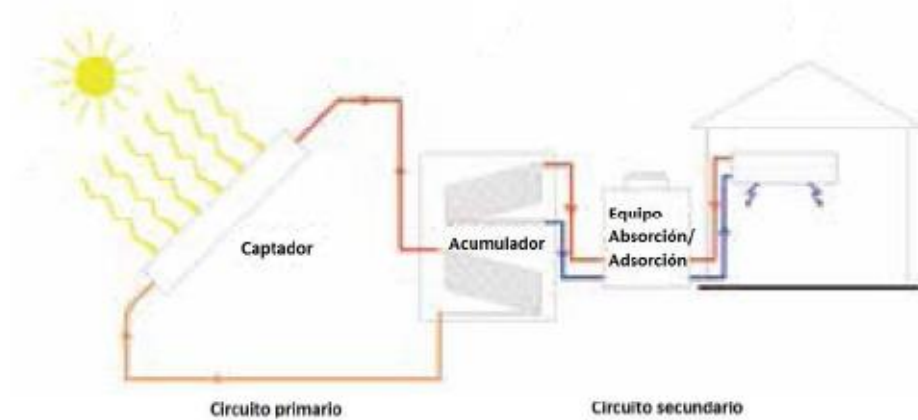 Captador
Acumulador
Equipo
Absorción/
Adsorción
Circuito primario
Circuito secundario